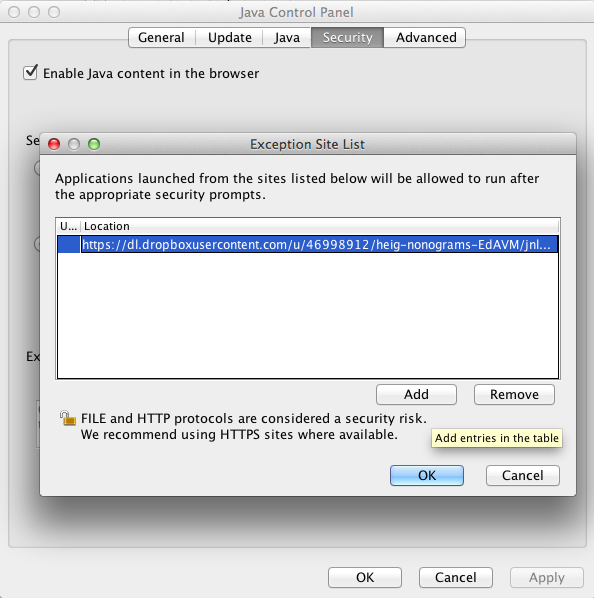 Java Control Panel
General Update Java Security Advanced
Enable Java content in the browser
Se
Exception Site List
Applications launched from the sites listed below will be allowed to run after
the appropriate security prompts.
U... Location
https://dl.dropboxusercontent.com/u/46998912/heig-nonograms-EdAVM/jnl...
Ex
Add Remove
FILE and HTTP protocols are considered a security risk.
We recommend using HTTPS sites where available.
Add entries in the table
OK Cancel
OK Cancel Apply